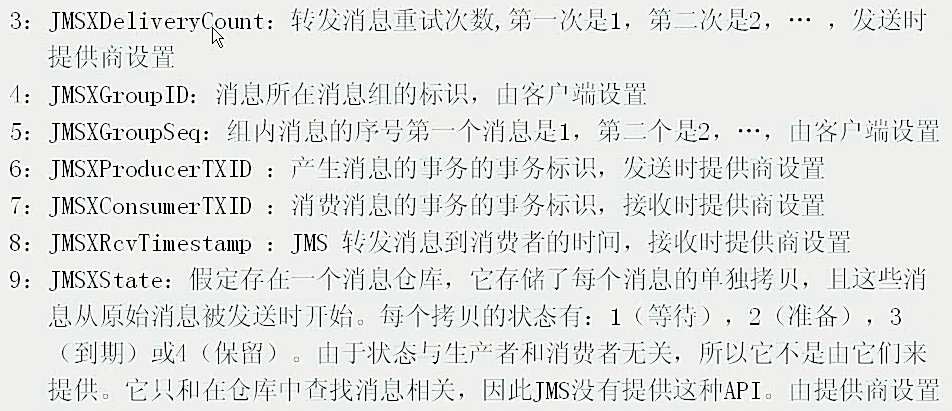 3：JMSXDeliveryCount：转发消息重试次数,第一次是1，第二次是2，… ，发送时
提供商设置
4：JMSXGroupID：消息所在消息组的标识，由客户端设置
5：JMSXGroupSeq：组内消息的序号第一个消息是1，第二个是2，…，由客户端设置
6：JMSXProducerTXID ：产生消息的事务的事务标识，发送时提供商设置
7：JMSXConsumerTXID ：消费消息的事务的事务标识，接收时提供商设置
8：JMSXRcvTimestamp ：JMS 转发消息到消费者的时间，接收时提供商设置
9：JMSXState：假定存在一个消息仓库，它存储了每个消息的单独拷贝，且这些消
息从原始消息被发送时开始。每个拷贝的状态有：1（等待），2（准备），3
（到期）或4（保留）。由于状态与生产者和消费者无关，所以它不是由它们来
提供。它只和在仓库中查找消息相关，因此JMS没有提供这种API。由提供商设置